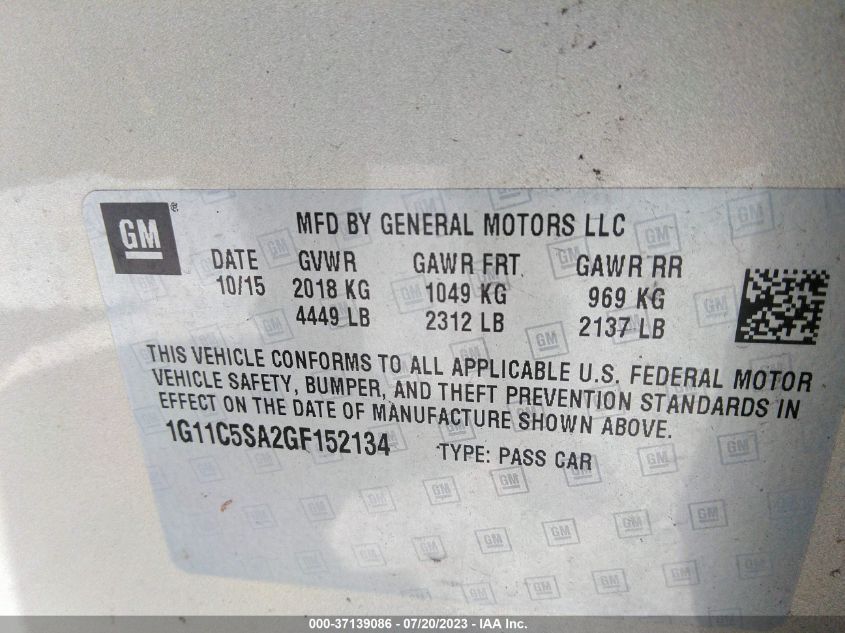 GM®
MFD BY GENERAL MOTORS LLC
DATE GVWR GAWR FRT GAWR RR
10/15 2018 KG 1049 KG 969 KG
4449 LB 2312 LB 2137 LB
THIS VEHICLE CONFORMS TO ALL APPLICABLE U.S. FEDERAL MOTOR
VEHICLE SAFETY, BUMPER, AND THEFT PREVENTION STANDARDS IN
EFFECT ON THE DATE OF MANUFACTURE SHOWN ABOVE.
1G11C5SA2GF152134 TYPE: PASS CAR
000-37139086 - 07/20/2023 - IAA Inc.